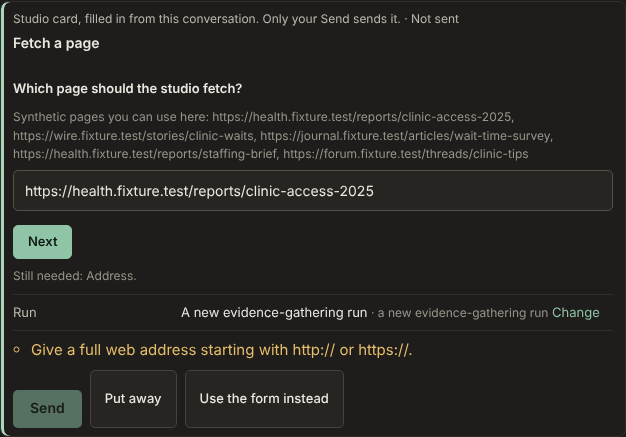 Studio card, filled in from this conversation. Only your Send sends it. · Not sent
Fetch a page
Which page should the studio fetch?
Synthetic pages you can use here: https://health.fixture.test/reports/clinic-access-2025,
https://wire.fixture.test/stories/clinic-waits, https://journal.fixture.test/articles/wait-time-survey,
https://health.fixture.test/reports/staffing-brief, https://forum.fixture.test/threads/clinic-tips
https://health.fixture.test/reports/clinic-access-2025
Next
Still needed: Address.
Run A new evidence-gathering run · a new evidence-gathering run Change
Give a full web address starting with http:// or https://.
Send Put away Use the form instead